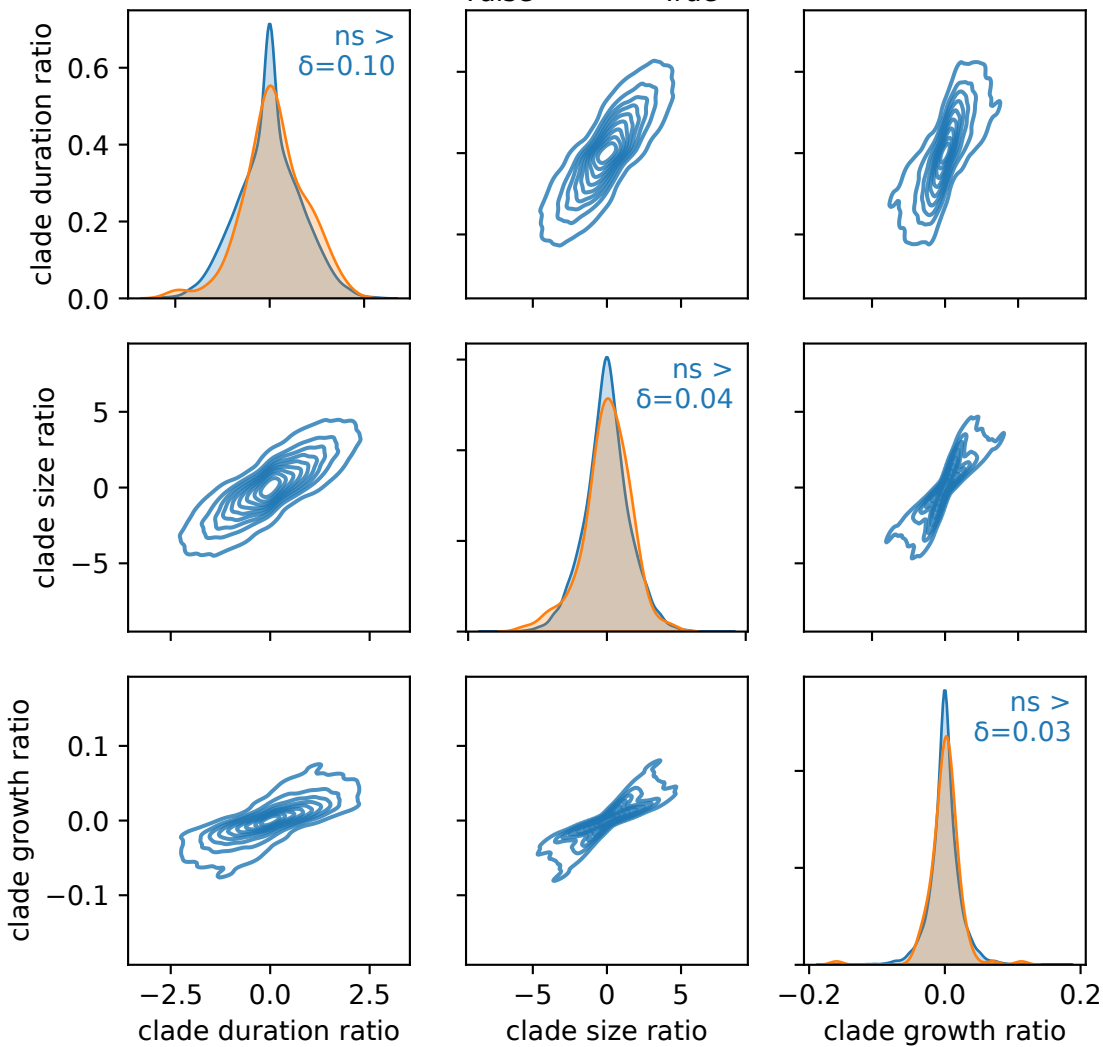 False True
clade duration ratio
0.6
0.4
0.2
0.0
ns >
δ=0.10
clade size ratio
5
0
−5
ns >
δ=0.04
clade growth ratio
0.1
0.0
−0.1
ns >
δ=0.03
−2.5 0.0 2.5
−5 0 5
−0.2 0.0 0.2
clade duration ratio
clade size ratio
clade growth ratio